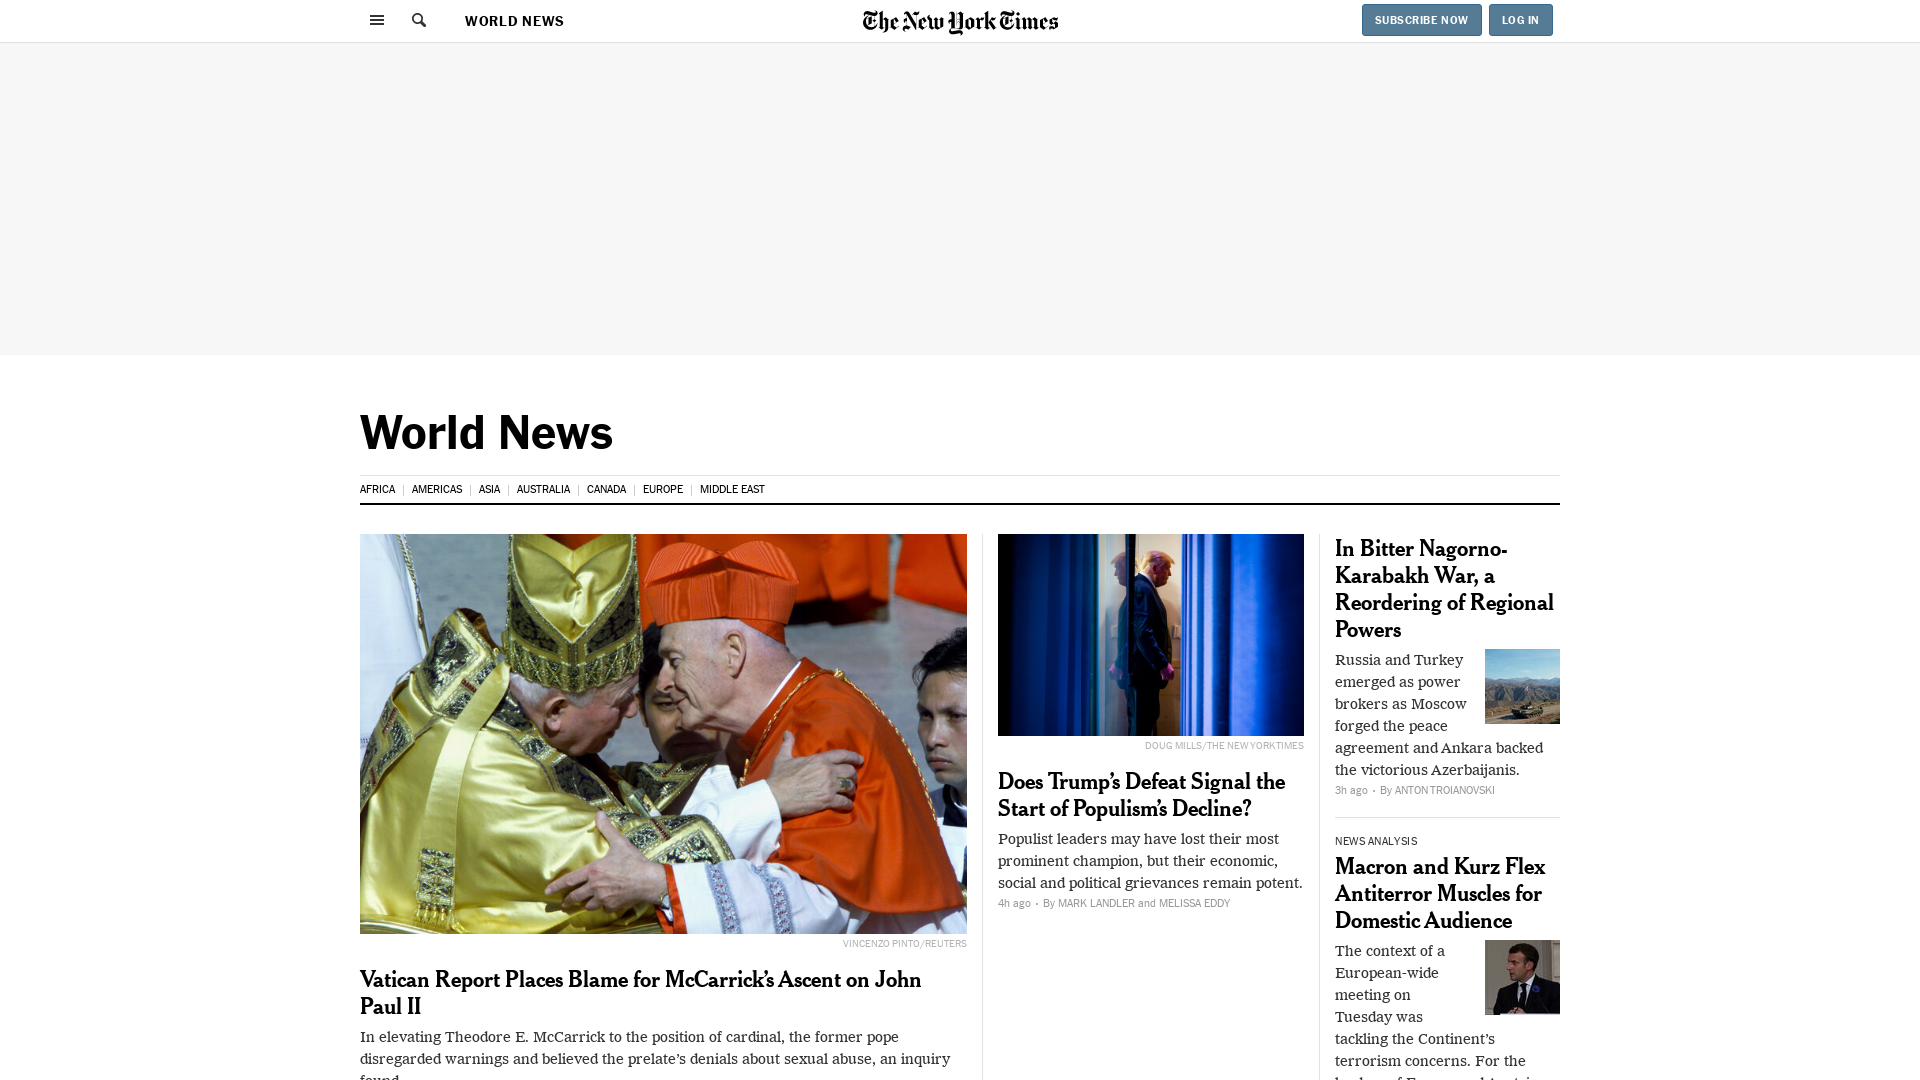 WORLD NEWS
The New York Times
SUBSCRIBE NOW
LOG IN
World News
AFRICA
AMERICAS
ASIA
AUSTRALIA
CANADA
EUROPE
MIDDLE EAST
VINCENZO PINTO/REUTERS
Vatican Report Places Blame for McCarrick’s Ascent on John
Paul II
In elevating Theodore E. McCarrick to the position of cardinal, the former pope
disregarded warnings and believed the prelate’s denials about sexual abuse, an inquiry
found.
DOUG MILLS/THE NEW YORK TIMES
Does Trump’s Defeat Signal the
Start of Populism’s Decline?
Populist leaders may have lost their most
prominent champion, but their economic,
social and political grievances remain potent.
4h ago • By MARK LANDLER and MELISSA EDDY
In Bitter Nagorno-
Karabakh War, a
Reordering of Regional
Powers
Russia and Turkey
emerged as power
brokers as Moscow
forged the peace
agreement and Ankara backed
the victorious Azerbaijanis.
3h ago • By ANTON TROIANOVSKI
NEWS ANALYSIS
Macron and Kurz Flex
Antiterror Muscles for
Domestic Audience
The context of a
European-wide
meeting on
Tuesday was
tackling the Continent’s
terrorism concerns. For the